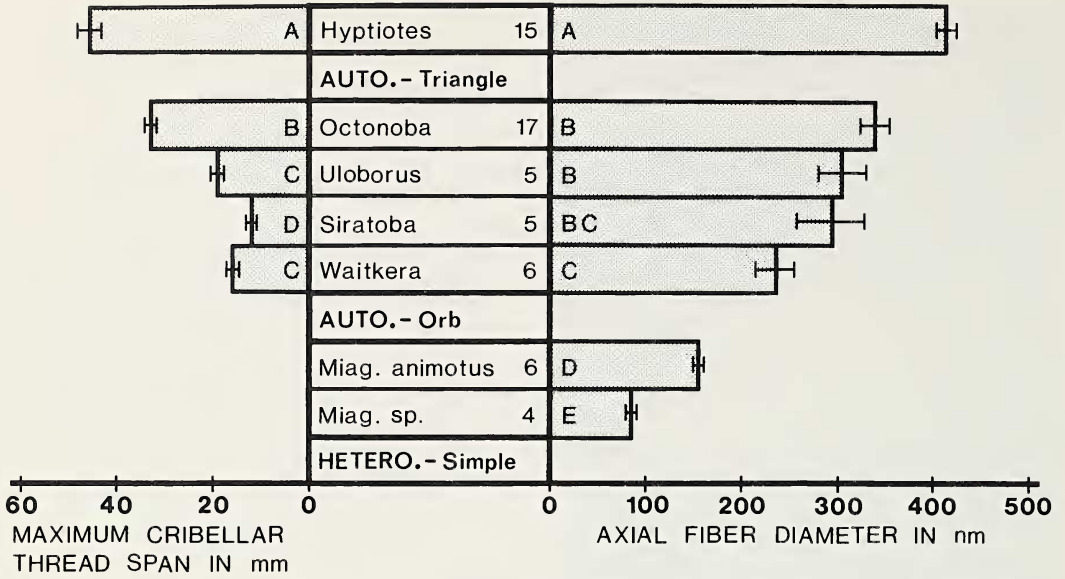 A Hyptiotes 15 A
AUTO.- Triangle
B Octonoba 17 B
C Uloborus 5 B
D Siratoba 5 BC
C Waitkera 6 C
AUTO.- Orb
Miag. animotus 6 D
Miag. sp. 4 E
HETERO.- Simple
60 40 20 0 0 100 200 300 400 500
MAXIMUM CRIBELLAR THREAD SPAN IN mm
AXIAL FIBER DIAMETER IN nm